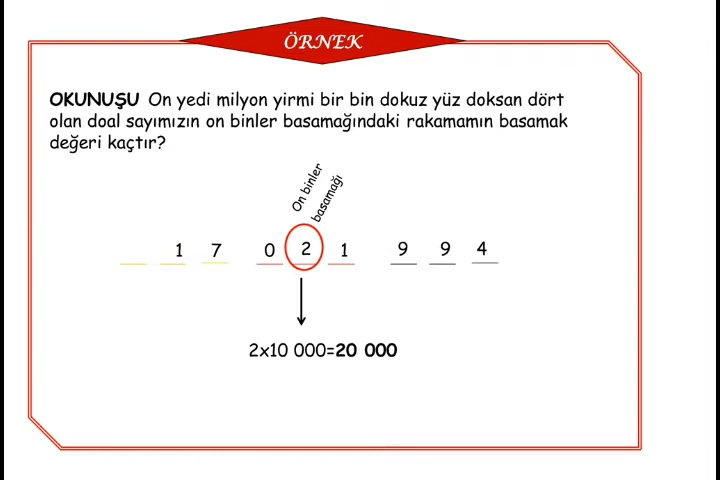 ÖRNEK
OKUNUŞU On yedi milyon yirmi bir bin dokuz yüz doksan dört
olan doal sayımızın on binler basamağındaki rakamamın basamak
değeri kaçtır?
On binler
basamağı
1 7 0 2 1 9 9 4
2x10 000=20 000